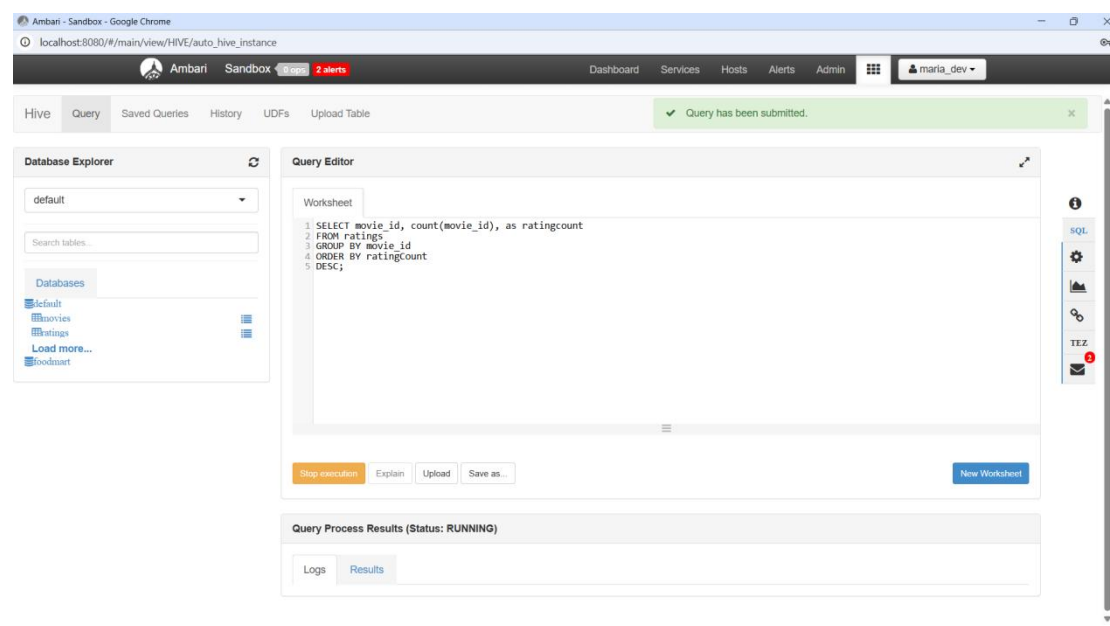 Ambari - Sandbox - Google Chrome
localhost:8080/#/main/view/HIVE/auto_hive_instance
Ambari Sandbox 0 ops 2 alerts Dashboard Services Hosts Alerts Admin maria_dev
Hive Query Saved Queries History UDFs Upload Table
Query has been submitted.
Database Explorer
default
Search tables...
Databases
default
movies
ratings
Load more...
foodmart
Query Editor
Worksheet
1 SELECT movie_id, count(movie_id), as ratingcount
2 FROM ratings
3 GROUP BY movie_id
4 ORDER BY ratingCount
5 DESC;
Stop execution Explain Upload Save as... New Worksheet
Query Process Results (Status: RUNNING)
Logs Results
SQL
TEZ
2